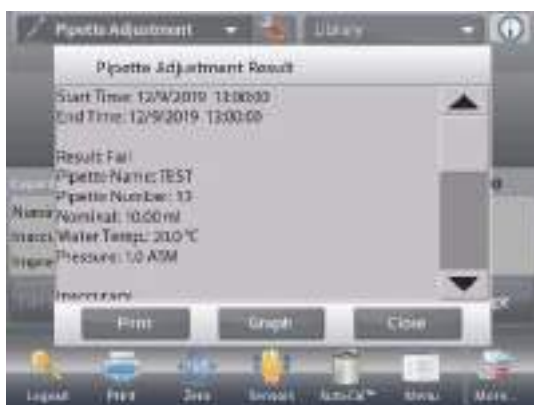 Pipette Adjustment
Library
Pipette Adjustment Result
Start Time: 12/9/2019 13:00:00
End Time: 12/9/2019 13:00:00
Result: Fail
Pipette Name: TEST
Pipette Number: 13
Nominal: 10.00 ml
Water Temp.: 20.0 °C
Pressure: 1.0 ATM
Inaccuracy
Print
Graph
Close
Logout
Print
Zero
Sensors
AutoCal™
Menu
More..